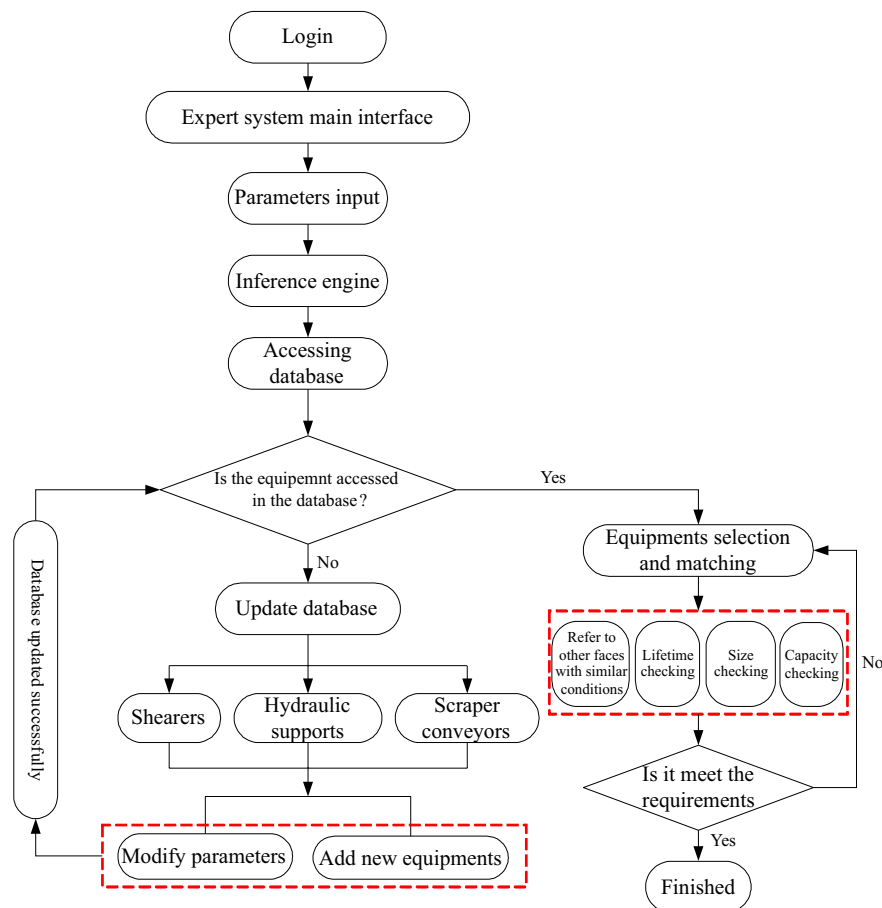 Login
Expert system main interface
Parameters input
Inference engine
Accessing
database
Is the equipemnt accessed
in the database?
Yes
No
Database updated successfully
Update database
Shearers
Hydraulic
supports
Scraper
conveyors
Modify parameters
Add new equipments
Equipments selection
and matching
Refer to
other faces
with similar
conditions
Lifetime
checking
Size
checking
Capacity
checking
No
Is it meet the
requirements
Yes
Finished